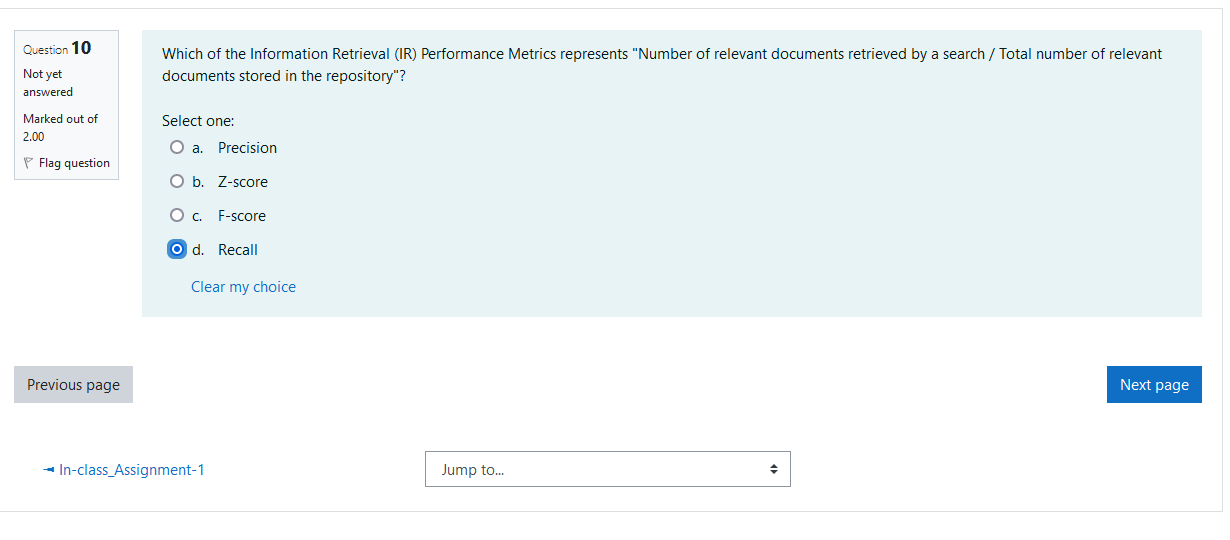 Question 10
Not yet
answered
Marked out of
2.00
Flag question
Which of the Information Retrieval (IR) Performance Metrics represents "Number of relevant documents retrieved by a search / Total number of relevant
documents stored in the repository"?
Select one:
a. Precision
b. Z-score
c. F-score
d. Recall
Clear my choice
Previous page
Next page
◄ In-class_Assignment-1
Jump to...